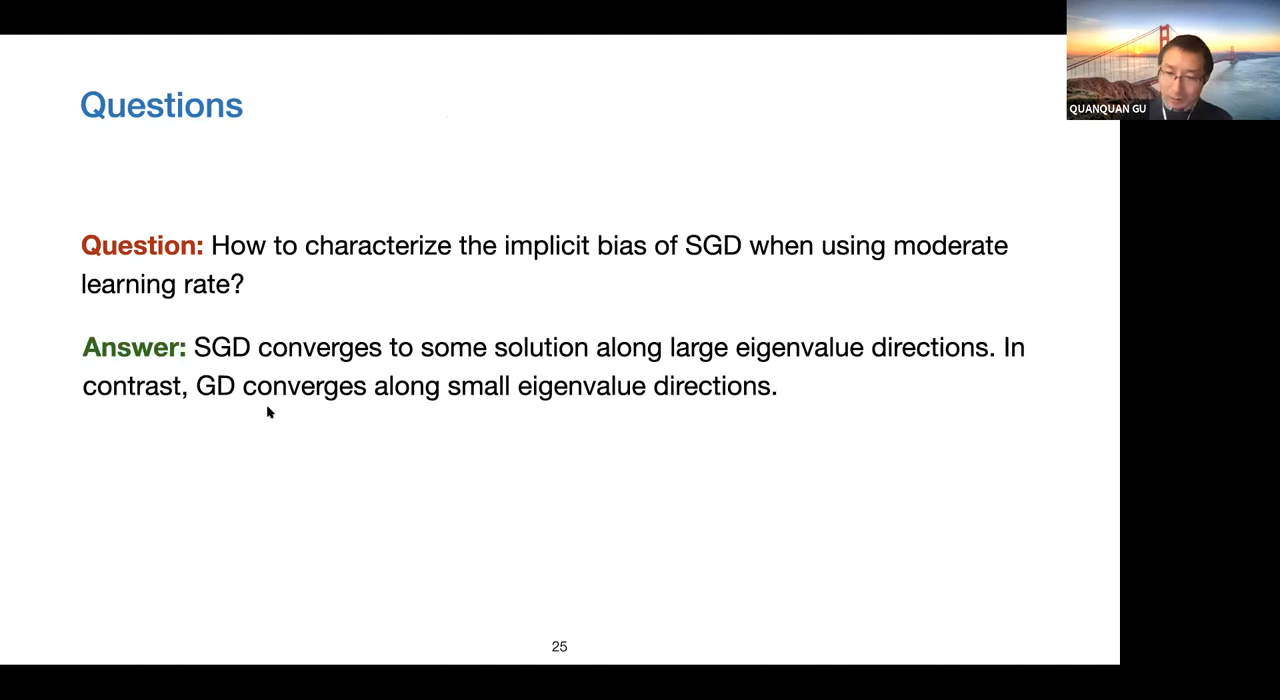 Questions
QUANQUAN GU
Question: How to characterize the implicit bias of SGD when using moderate
learning rate?
Answer: SGD converges to some solution along large eigenvalue directions. In
contrast, GD converges along small eigenvalue directions.
25